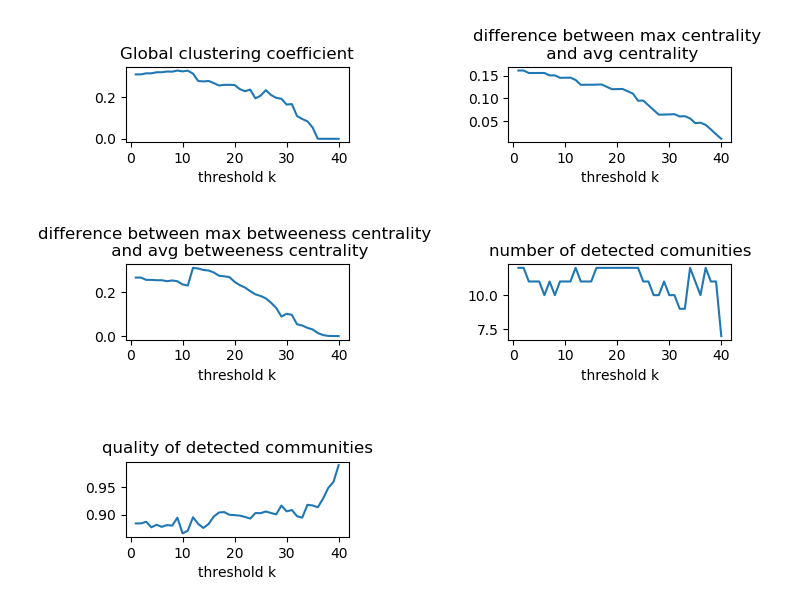 Global clustering coefficient
0.2
0.0
0 10 20 30 40
threshold k
difference between max centrality
and avg centrality
0.15
0.10
0.05
0 10 20 30 40
threshold k
difference between max betweeness centrality
and avg betweeness centrality
0.2
0.0
0 10 20 30 40
threshold k
number of detected comunities
10.0
7.5
0 10 20 30 40
threshold k
quality of detected communities
0.95
0.90
0 10 20 30 40
threshold k